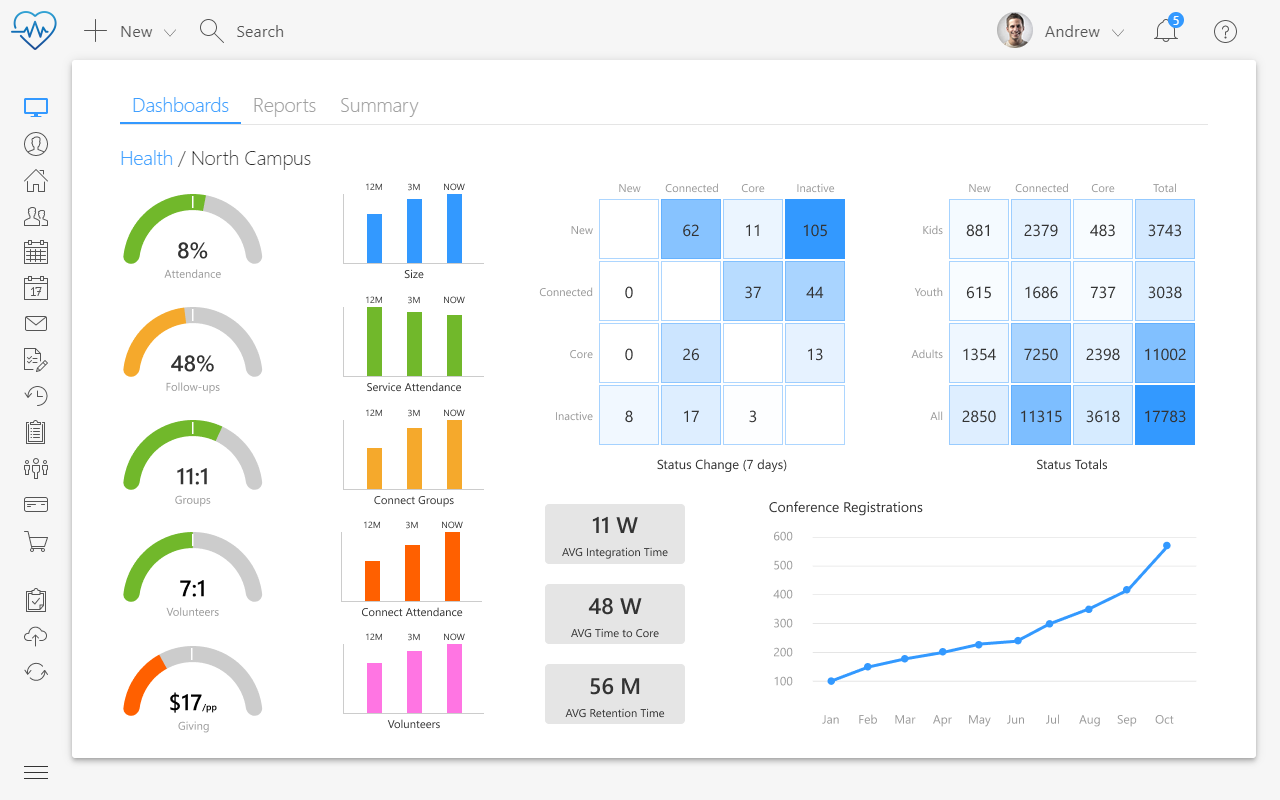 New
Search
Andrew
5
?
Dashboards
Reports
Summary
Health / North Campus
8%
Attendance
48%
Follow-ups
11:1
Groups
7:1
Volunteers
$17/pp
Giving
17
12M 3M NOW
Size
12M 3M NOW
Service Attendance
12M 3M NOW
Connect Groups
12M 3M NOW
Connect Attendance
12M 3M NOW
Volunteers
New Connected Core Inactive
New 62 11 105
Connected 0 37 44
Core 0 26 13
Inactive 8 17 3
Status Change (7 days)
New Connected Core Total
Kids 881 2379 483 3743
Youth 615 1686 737 3038
Adults 1354 7250 2398 11002
All 2850 11315 3618 17783
Status Totals
11 W
AVG Integration Time
48 W
AVG Time to Core
56 M
AVG Retention Time
Conference Registrations
600
500
400
300
200
100
Jan Feb Mar Apr May Jun Jul Aug Sep Oct